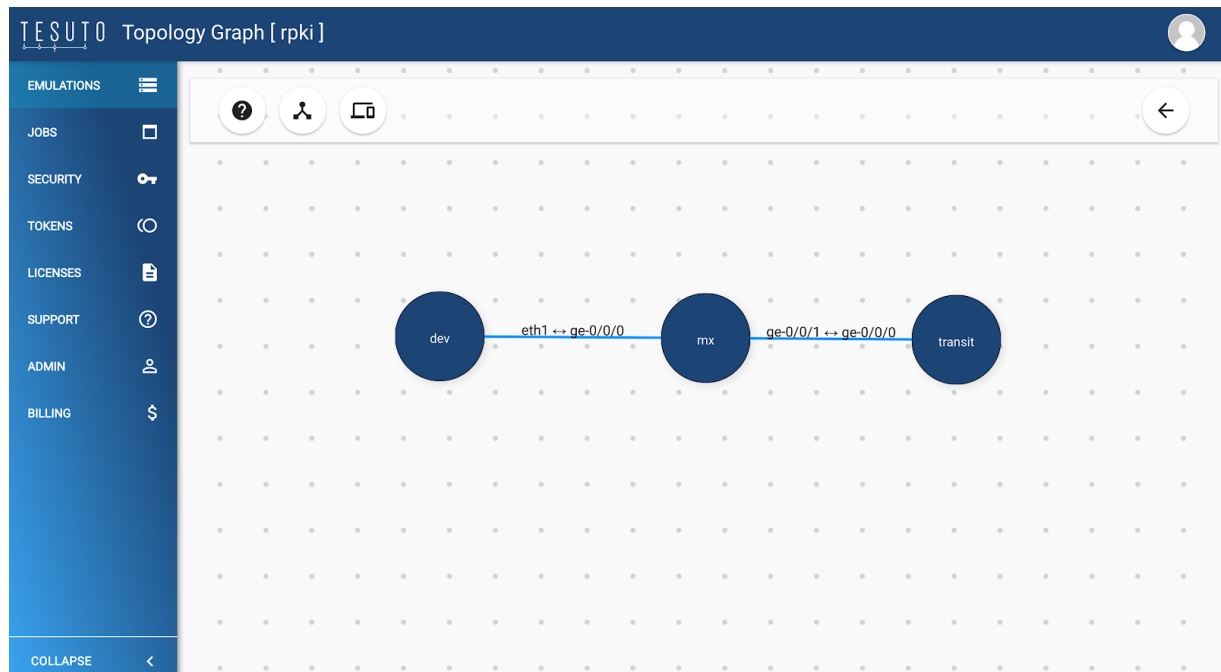 TESUTO Topology Graph [ rpki ]
EMULATIONS
JOBS
SECURITY
TOKENS
LICENSES
SUPPORT
ADMIN
BILLING
COLLAPSE
dev
eth1 ↔ ge-0/0/0
mx
ge-0/0/1 ↔ ge-0/0/0
transit